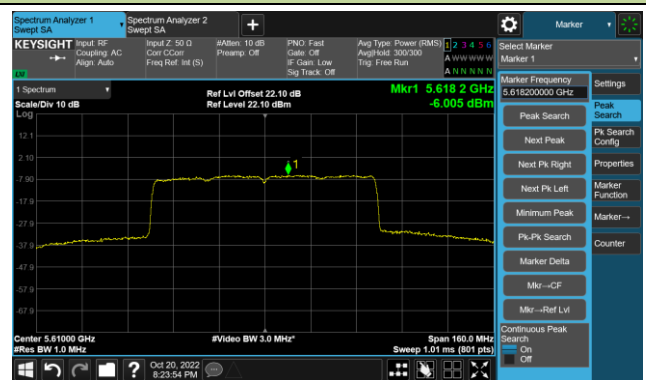 Spectrum Analyzer 1
Swept SA
Spectrum Analyzer 2
Swept SA
+
Marker
KEYSIGHT
Input: RF
Coupling: AC
Align: Auto
Input Z: 50 Ω
Corr CCorr
Freq Ref: Int (S)
#Atten: 10 dB
Preamp: Off
PNO: Fast
Gate: Off
IF Gain: Low
Sig Track: Off
Avg Type: Power (RMS)
Avg|Hold: 300/300
Trig: Free Run
1 2 3 4 5 6
A W W W W W
A N N N N N
LXI
Select Marker
Marker 1
1 Spectrum
Scale/Div 10 dB
Log
Ref Lvl Offset 22.10 dB
Ref Level 22.10 dBm
Mkr1 5.618 2 GHz
-6.005 dBm
12.1
2.10
-7.90
-17.9
-27.9
-37.9
-47.9
-57.9
-67.9
1
Center 5.61000 GHz
#Res BW 1.0 MHz
#Video BW 3.0 MHz*
Span 160.0 MHz
Sweep 1.01 ms (801 pts)
Marker Frequency
5.618200000 GHz
Peak Search
Next Peak
Next Pk Right
Next Pk Left
Minimum Peak
Pk-Pk Search
Marker Delta
Mkr→CF
Mkr→Ref Lvl
Continuous Peak
Search
On
Off
Settings
Peak
Search
Pk Search
Config
Properties
Marker
Function
Marker→
Counter
?
Oct 20, 2022
8:23:54 PM